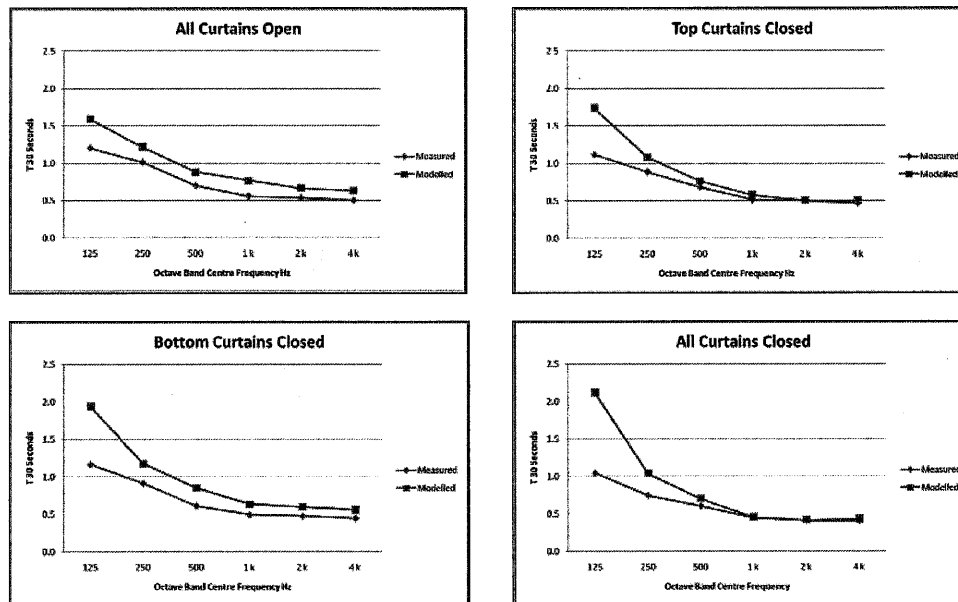 All Curtains Open
2.5
2.0
1.5
1.0
0.5
0.0
T 30 Seconds
125 250 500 1k 2k 4k
Octave Band Centre Frequency Hz
Measured
Modelled
Top Curtains Closed
2.5
2.0
1.5
1.0
0.5
0.0
T 30 Seconds
125 250 500 1k 2k 4k
Octave Band Centre Frequency Hz
Measured
Modelled
Bottom Curtains Closed
2.5
2.0
1.5
1.0
0.5
0.0
T 30 Seconds
125 250 500 1k 2k 4k
Octave Band Centre Frequency Hz
Measured
Modelled
All Curtains Closed
2.5
2.0
1.5
1.0
0.5
0.0
T 30 Seconds
125 250 500 1k 2k 4k
Octave Band Centre Frequency
Measured
Modelled